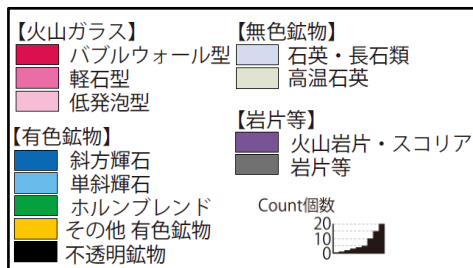 【火山ガラス】
バブルウォール型
軽石型
低発泡型
【有色鉱物】
斜方輝石
単斜輝石
ホルンブレンド
その他 有色鉱物
不透明鉱物
【無色鉱物】
石英・長石類
高温石英
【岩片等】
火山岩片・スコリア
岩片等
Count個数
20
10
0